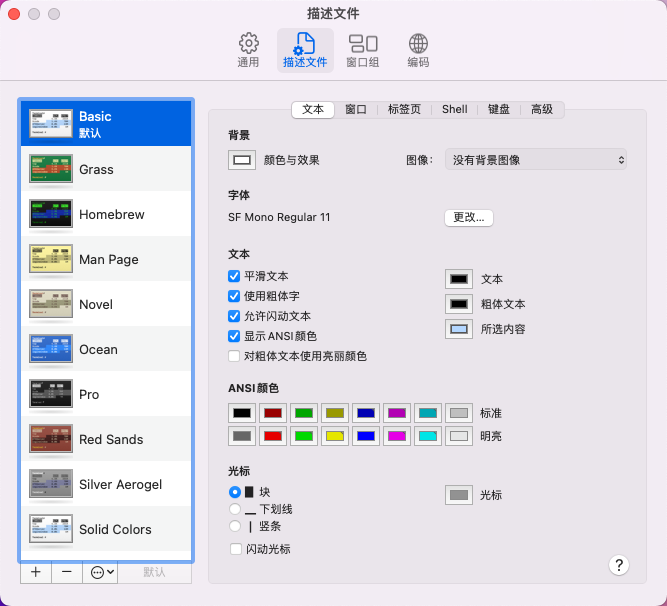 描述文件
通用
描述文件
窗口组
编码
Basic
默认
Grass
Homebrew
Man Page
Novel
Ocean
Pro
Red Sands
Silver Aerogel
Solid Colors
默认
文本 窗口 标签页 Shell 键盘 高级
背景
颜色与效果
图像：
没有背景图像
字体
SF Mono Regular 11
更改...
文本
平滑文本
使用粗体字
允许闪动文本
显示 ANSI 颜色
对粗体文本使用亮丽颜色
文本
粗体文本
所选内容
ANSI 颜色
标准
明亮
光标
块
下划线
竖条
闪动光标
光标
?